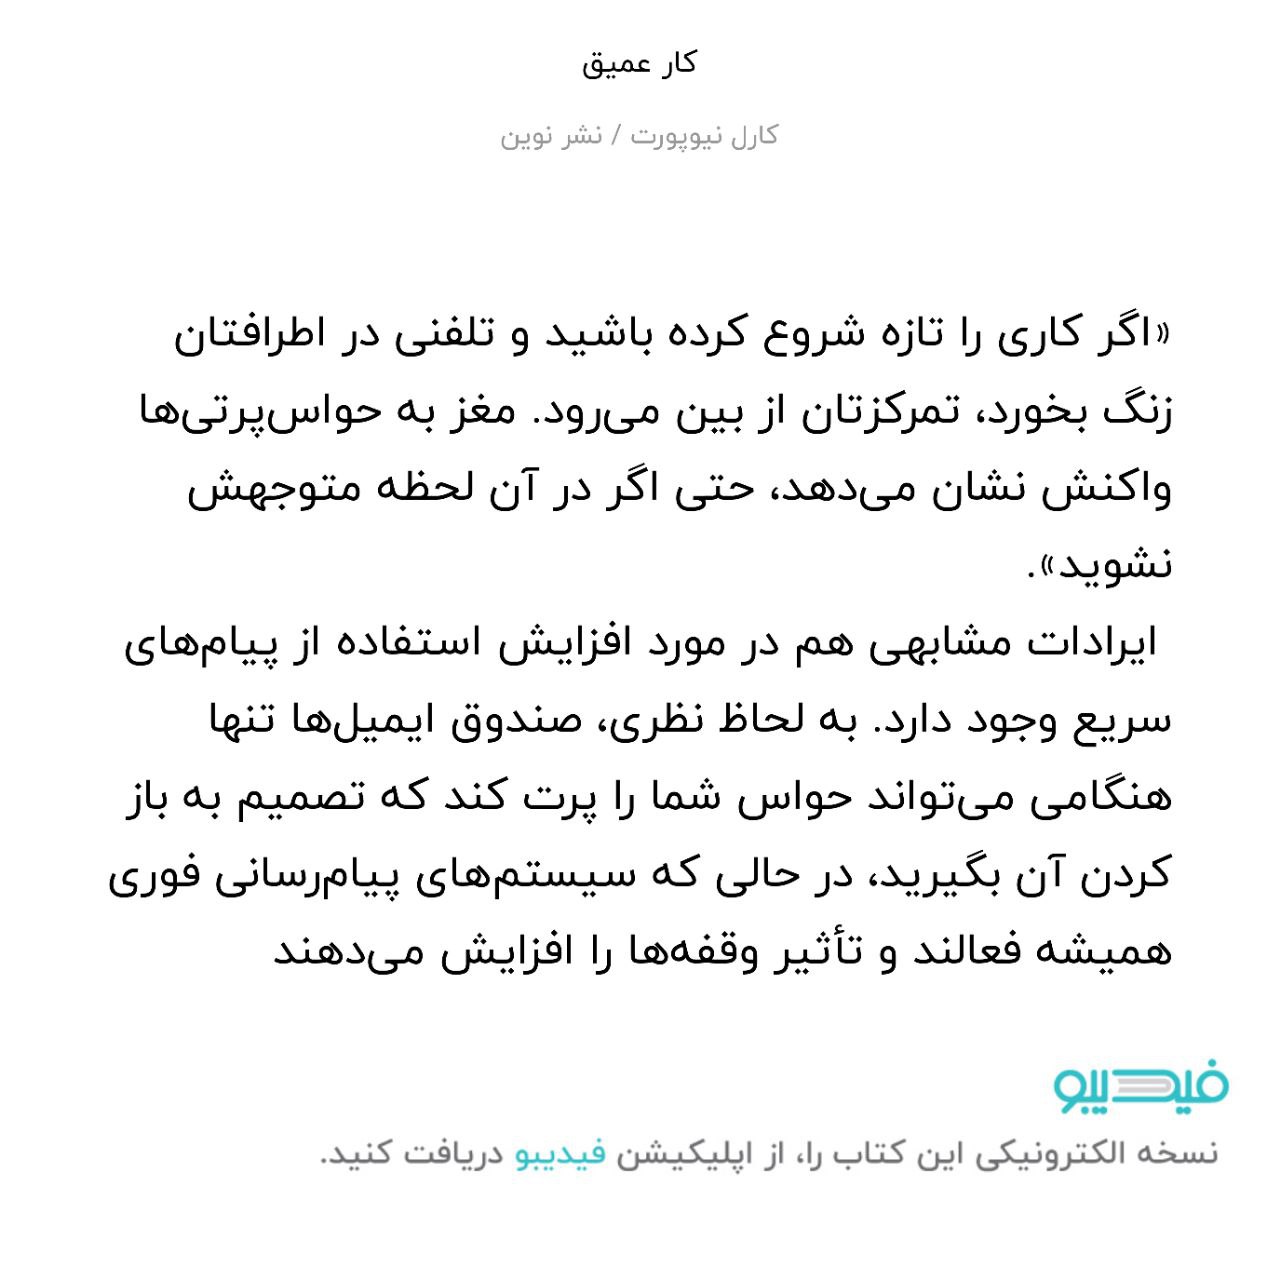 کار عمیق
کارل نیوپورت / نشر نوین
«اگر کاری را تازه شروع کرده باشید و تلفنی در اطرافتان
زنگ بخورد، تمرکزتان از بین می‌رود. مغز به حواس‌پرتی‌ها
واکنش نشان می‌دهد، حتی اگر در آن لحظه متوجهش
نشوید».
ایرادات مشابهی هم در مورد افزایش استفاده از پیام‌های
سریع وجود دارد. به لحاظ نظری، صندوق ایمیل‌ها تنها
هنگامی می‌تواند حواس شما را پرت کند که تصمیم به باز
کردن آن بگیرید، در حالی که سیستم‌های پیام‌رسانی فوری
همیشه فعالند و تأثیر وقفه‌ها را افزایش می‌دهند
فیدیبو
نسخه الکترونیکی این کتاب را، از اپلیکیشن فیدیبو دریافت کنید.